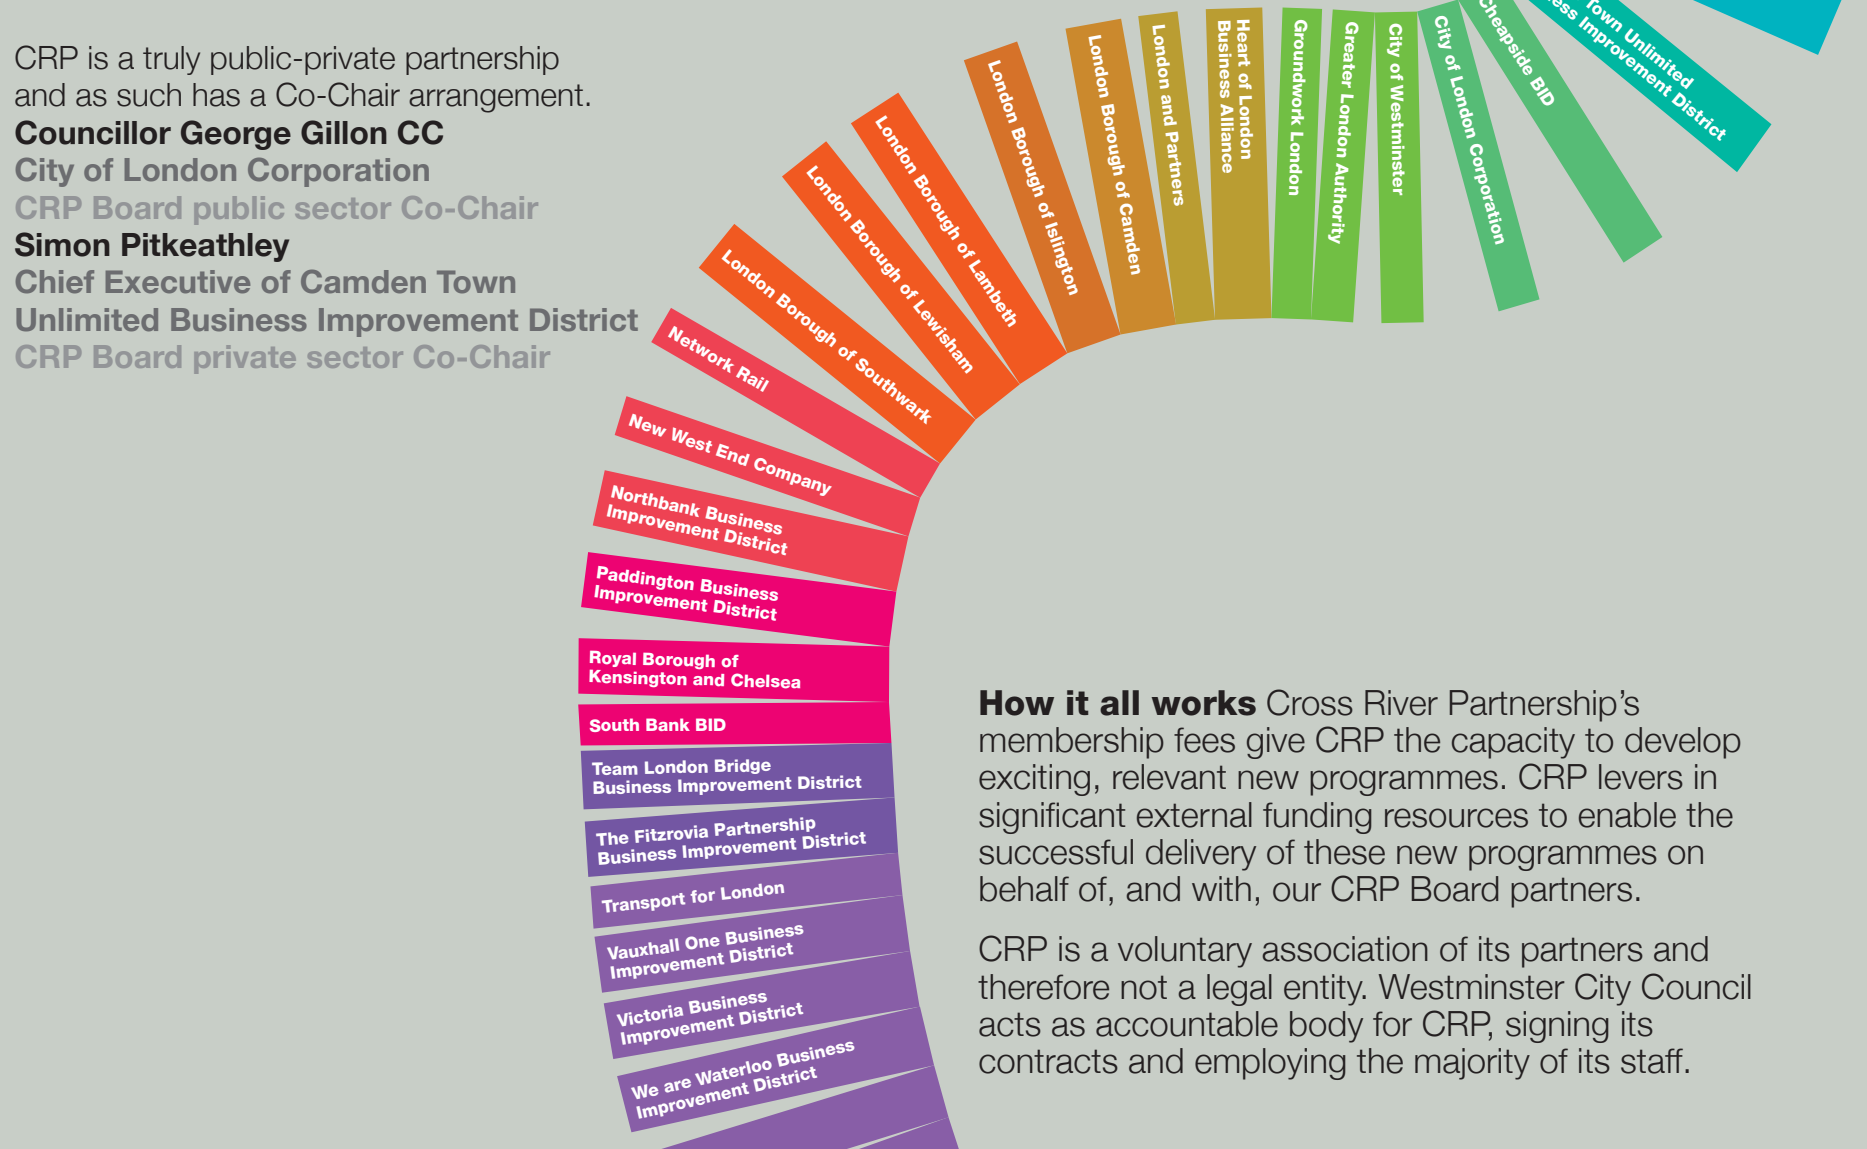 CRP is a truly public-private partnership
and as such has a Co-Chair arrangement.
Councillor George Gillon CC
City of London Corporation
CRP Board public sector Co-Chair
Simon Pitkeathley
Chief Executive of Camden Town
Unlimited Business Improvement District
CRP Board private sector Co-Chair
Town Unlimited
Improvement District
Cheapside BID
City of London Corporation
City of Westminster
Greater London Authority
Groundwork London
Heart of London
Business Alliance
London and Partners
London Borough of Camden
London Borough of Islington
London Borough of Lambeth
London Borough of Lewisham
London Borough of Southwark
Network Rail
New West End Company
Northbank Business
Improvement District
Paddington Business
Improvement District
Royal Borough of
Kensington and Chelsea
South Bank BID
Team London Bridge
Business Improvement District
The Fitzrovia Partnership
Business Improvement District
Transport for London
Vauxhall One Business
Improvement District
Victoria Business
Improvement District
We are Waterloo Business
Improvement District
How it all works Cross River Partnership’s
membership fees give CRP the capacity to develop
exciting, relevant new programmes. CRP levers in
significant external funding resources to enable the
successful delivery of these new programmes on
behalf of, and with, our CRP Board partners.
CRP is a voluntary association of its partners and
therefore not a legal entity. Westminster City Council
acts as accountable body for CRP, signing its
contracts and employing the majority of its staff.